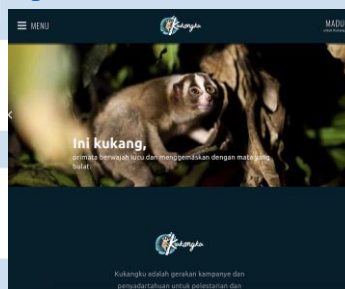 MENU
Kukangku
MADU
Ini kukang,
primata berwajah lucu dan menggemaskan dengan mata yang
bulat.
Kukangku
Kukangku adalah gerakan kampanye dan
penyadartahuan untuk pelestarian dan